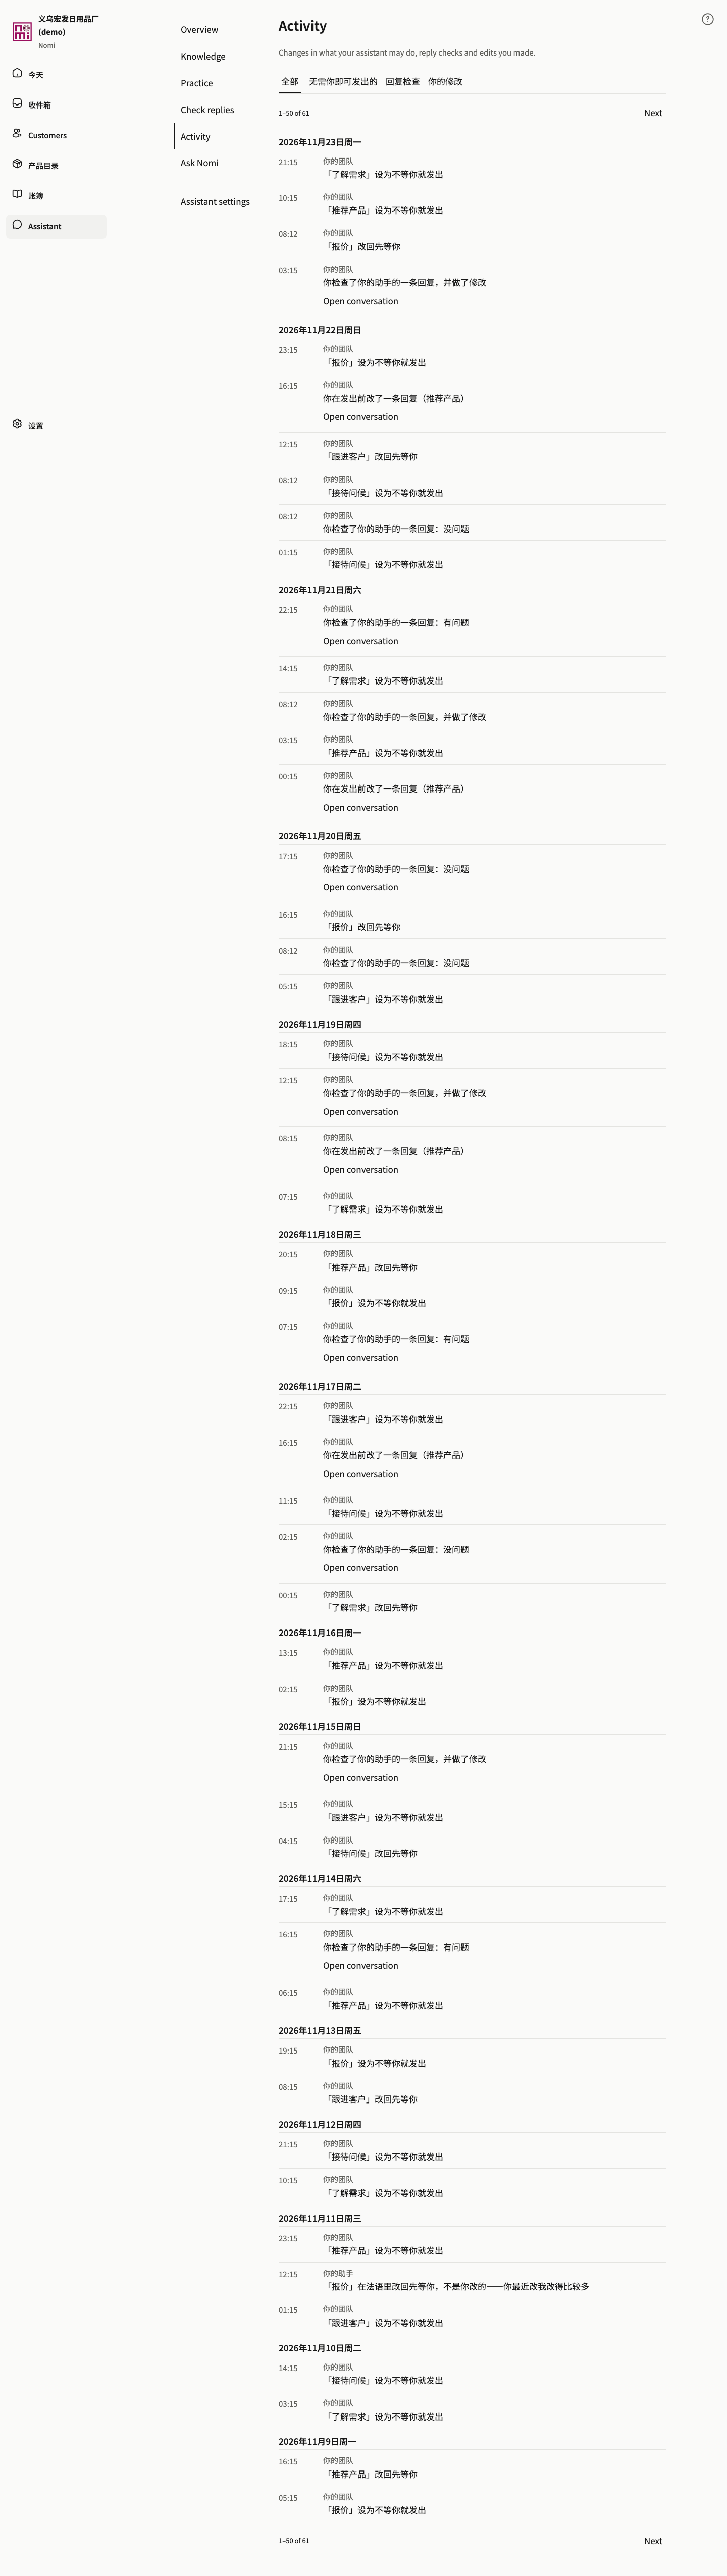 义乌宏发日用品厂
(demo)
Nomi
今天
收件箱
Customers
产品目录
账簿
Assistant
设置
Overview
Knowledge
Practice
Check replies
Activity
Ask Nomi
Assistant settings
?
Activity
Changes in what your assistant may do, reply checks and edits you made.
全部 无需你即可发出的 回复检查 你的修改
1–50 of 61 Next
2026年11月23日周一
21:15 你的团队
「了解需求」设为不等你就发出
10:15 你的团队
「推荐产品」设为不等你就发出
08:12 你的团队
「报价」改回先等你
03:15 你的团队
你检查了你的助手的一条回复，并做了修改
Open conversation
2026年11月22日周日
23:15 你的团队
「报价」设为不等你就发出
16:15 你的团队
你在发出前改了一条回复（推荐产品）
Open conversation
12:15 你的团队
「跟进客户」改回先等你
08:12 你的团队
「接待问候」设为不等你就发出
08:12 你的团队
你检查了你的助手的一条回复：没问题
01:15 你的团队
「接待问候」设为不等你就发出
2026年11月21日周六
22:15 你的团队
你检查了你的助手的一条回复：有问题
Open conversation
14:15 你的团队
「了解需求」设为不等你就发出
08:12 你的团队
你检查了你的助手的一条回复，并做了修改
03:15 你的团队
「推荐产品」设为不等你就发出
00:15 你的团队
你在发出前改了一条回复（推荐产品）
Open conversation
2026年11月20日周五
17:15 你的团队
你检查了你的助手的一条回复：没问题
Open conversation
16:15 你的团队
「报价」改回先等你
08:12 你的团队
你检查了你的助手的一条回复：没问题
05:15 你的团队
「跟进客户」设为不等你就发出
2026年11月19日周四
18:15 你的团队
「接待问候」设为不等你就发出
12:15 你的团队
你检查了你的助手的一条回复，并做了修改
Open conversation
08:15 你的团队
你在发出前改了一条回复（推荐产品）
Open conversation
07:15 你的团队
「了解需求」设为不等你就发出
2026年11月18日周三
20:15 你的团队
「推荐产品」改回先等你
09:15 你的团队
「报价」设为不等你就发出
07:15 你的团队
你检查了你的助手的一条回复：有问题
Open conversation
2026年11月17日周二
22:15 你的团队
「跟进客户」设为不等你就发出
16:15 你的团队
你在发出前改了一条回复（推荐产品）
Open conversation
11:15 你的团队
「接待问候」设为不等你就发出
02:15 你的团队
你检查了你的助手的一条回复：没问题
Open conversation
00:15 你的团队
「了解需求」改回先等你
2026年11月16日周一
13:15 你的团队
「推荐产品」设为不等你就发出
02:15 你的团队
「报价」设为不等你就发出
2026年11月15日周日
21:15 你的团队
你检查了你的助手的一条回复，并做了修改
Open conversation
15:15 你的团队
「跟进客户」设为不等你就发出
04:15 你的团队
「接待问候」改回先等你
2026年11月14日周六
17:15 你的团队
「了解需求」设为不等你就发出
16:15 你的团队
你检查了你的助手的一条回复：有问题
Open conversation
06:15 你的团队
「推荐产品」设为不等你就发出
2026年11月13日周五
19:15 你的团队
「报价」设为不等你就发出
08:15 你的团队
「跟进客户」改回先等你
2026年11月12日周四
21:15 你的团队
「接待问候」设为不等你就发出
10:15 你的团队
「了解需求」设为不等你就发出
2026年11月11日周三
23:15 你的团队
「推荐产品」设为不等你就发出
12:15 你的助手
「报价」在法语里改回先等你，不是你改的——你最近改我改得比较多
01:15 你的团队
「跟进客户」设为不等你就发出
2026年11月10日周二
14:15 你的团队
「接待问候」设为不等你就发出
03:15 你的团队
「了解需求」设为不等你就发出
2026年11月9日周一
16:15 你的团队
「推荐产品」改回先等你
05:15 你的团队
「报价」设为不等你就发出
1–50 of 61 Next